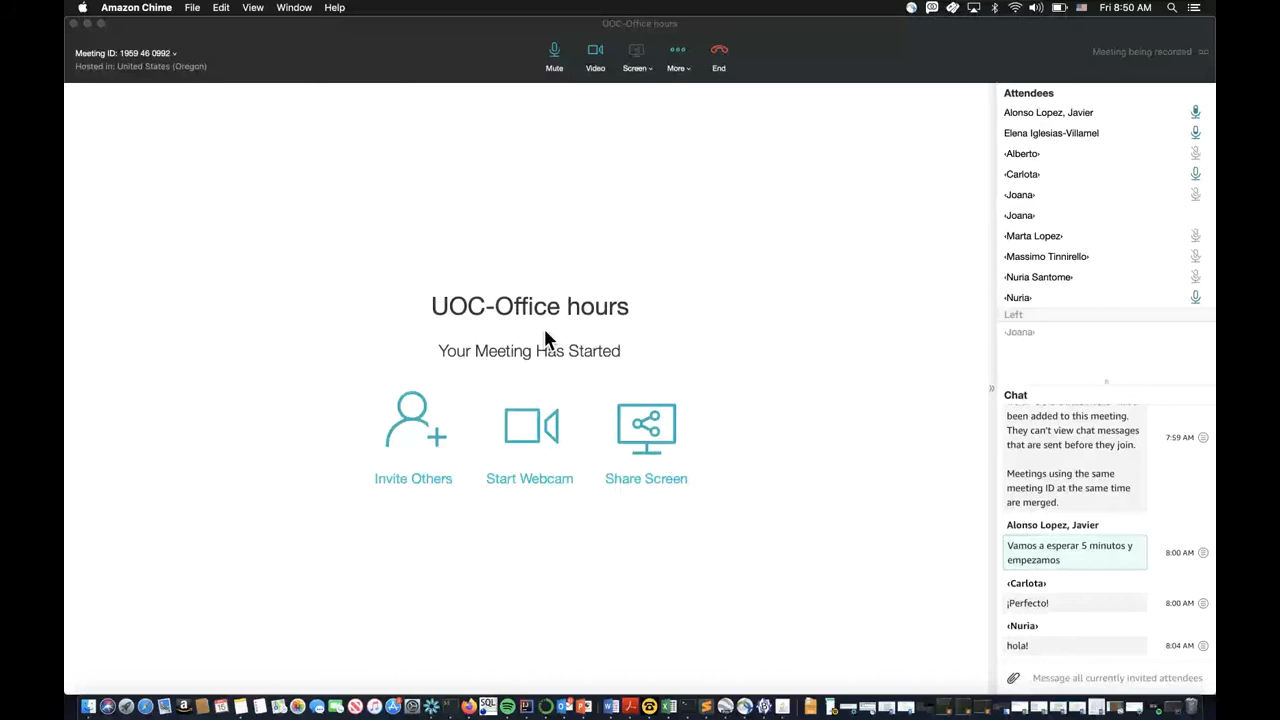 Amazon Chime File Edit View Window Help
Fri 8:50 AM
UOC-Office hours
Meeting ID: 1959 46 0992
Hosted in: United States (Oregon)
Mute Video Screen More End
Meeting being recorded
UOC-Office hours
Your Meeting Has Started
Invite Others Start Webcam Share Screen
Attendees
Alonso Lopez, Javier
Elena Iglesias-Villamel
‹Alberto›
‹Carlota›
‹Joana›
‹Joana›
‹Marta Lopez›
‹Massimo Tinnirello›
‹Nuria Santome›
‹Nuria›
Left
‹Joana›
Chat
been added to this meeting.
They can't view chat messages
that are sent before they join.
7:59 AM
Meetings using the same
meeting ID at the same time
are merged.
Alonso Lopez, Javier
Vamos a esperar 5 minutos y
empezamos
8:00 AM
‹Carlota›
¡Perfecto!
8:00 AM
‹Nuria›
hola!
8:04 AM
Message all currently invited attendees